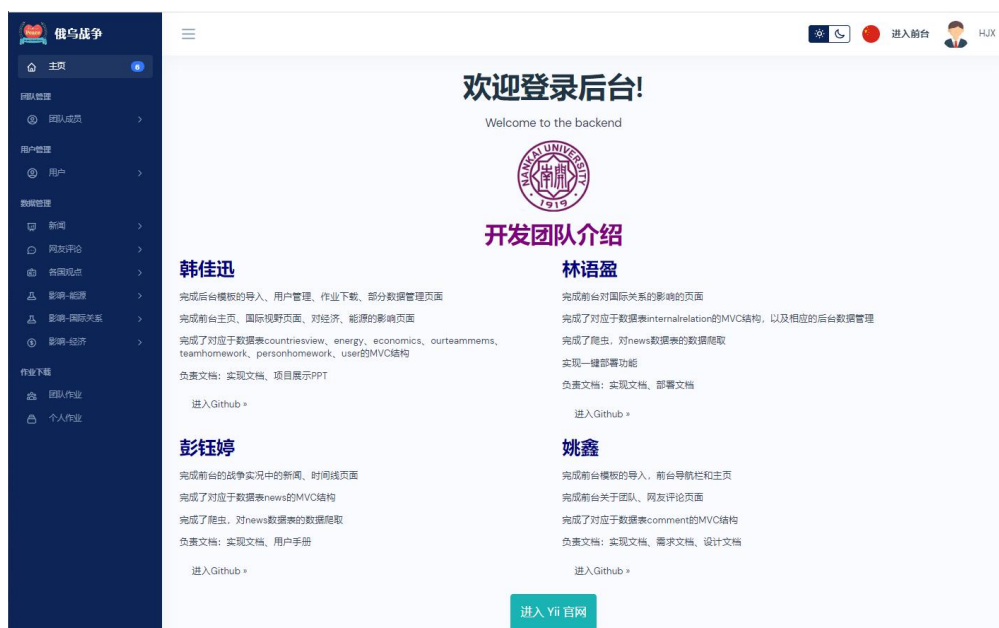 俄乌战争
进入前台
HJX
主页
6
团队管理
团队成员
用户管理
用户
数据管理
新闻
网友评论
各国观点
影响-能源
影响-国际关系
影响-经济
作业下载
团队作业
个人作业
欢迎登录后台!
Welcome to the backend
NANKAI UNIVERSITY
南開
1919
开发团队介绍
韩佳迅
完成后台模板的导入、用户管理、作业下载、部分数据管理页面
完成前台主页、国际视野页面、对经济、能源的影响页面
完成了对应于数据表countriesview、energy、economics、ourteammems、
teamhomework、personhomework、user的MVC结构
负责文档：实现文档、项目展示PPT
进入Github »
林语盈
完成前台对国际关系的影响的页面
完成了对应于数据表internalrelation的MVC结构，以及相应的后台数据管理
完成了爬虫，对news数据表的数据爬取
实现一键部署功能
负责文档：实现文档、部署文档
进入Github »
彭钰婷
完成前台的战争实况中的新闻、时间线页面
完成了对应于数据表news的MVC结构
完成了爬虫，对news数据表的数据爬取
负责文档：实现文档、用户手册
进入Github »
姚鑫
完成前台模板的导入，前台导航栏和主页
完成前台关于团队、网友评论页面
完成了对应于数据表comment的MVC结构
负责文档：实现文档、需求文档、设计文档
进入Github »
进入 Yii 官网